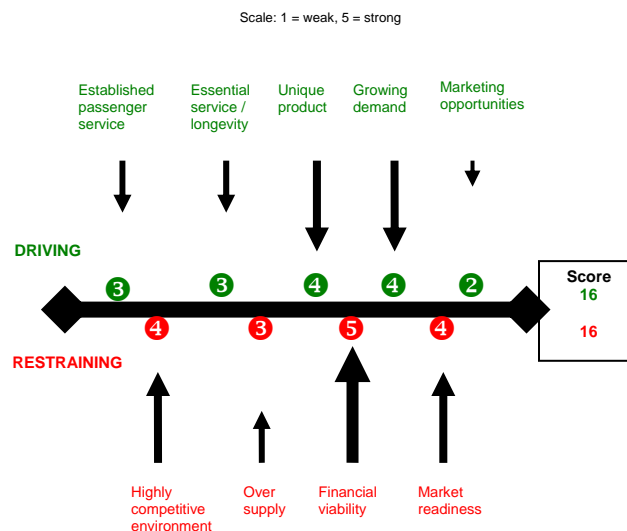 Scale: 1 = weak, 5 = strong
Established
passenger
service
Essential
service /
longevity
Unique
product
Growing
demand
Marketing
opportunities
DRIVING
3
3
4
4
2
Score
16
16
4
3
5
4
RESTRAINING
Highly
competitive
environment
Over
supply
Financial
viability
Market
readiness